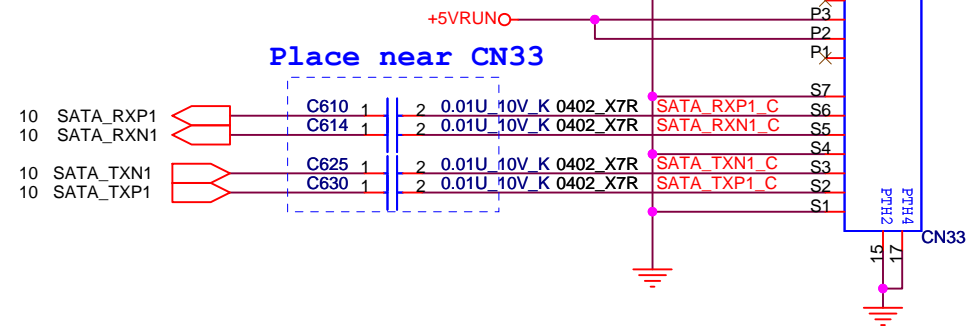 +5VRUN
P3
P2
P1
Place near CN33
S7
10 SATA_RXP1 C610 1 2 0.01U_10V_K 0402_X7R SATA_RXP1_C S6
10 SATA_RXN1 C614 1 2 0.01U_10V_K 0402_X7R SATA_RXN1_C S5
S4
10 SATA_TXN1 C625 1 2 0.01U_10V_K 0402_X7R SATA_TXN1_C S3
10 SATA_TXP1 C630 1 2 0.01U_10V_K 0402_X7R SATA_TXP1_C S2
S1
PTH2
PTH4
CN33
15
17